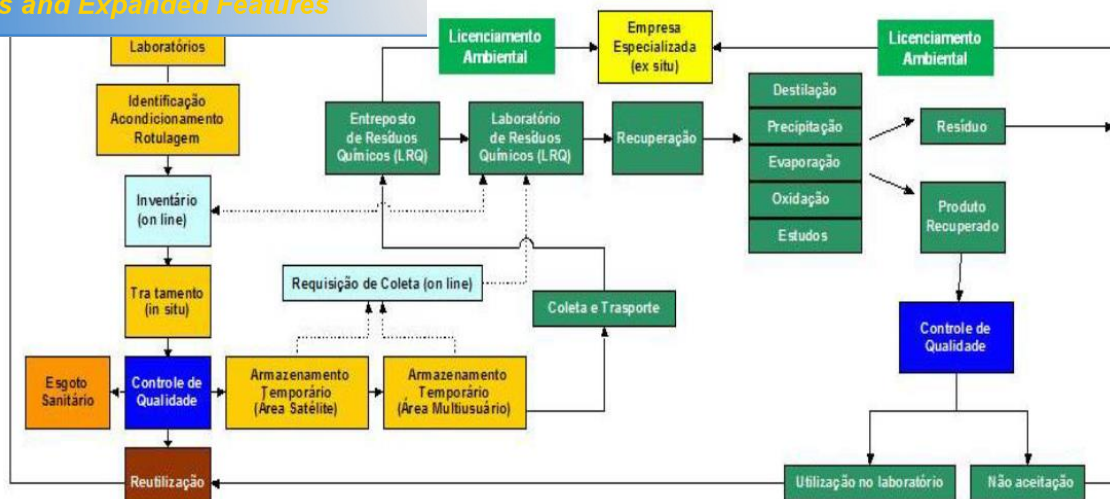 s and Expanded Features
Laboratórios
Identificação
Acondicionamento
Rotulagem
Inventário
(on line)
Tratamento
(in situ)
Esgoto
Sanitário
Controle de
Qualidade
Reutilização
Armazenamento
Temporário
(Área Satélite)
Armazenamento
Temporário
(Área Multiusuário)
Requisição de Coleta (on line)
Coleta e Trasporte
Entreposto
de Resíduos
Químicos (LRQ)
Laboratório
de Resíduos
Químicos (LRQ)
Licenciamento
Ambiental
Empresa
Especializada
(ex situ)
Licenciamento
Ambiental
Recuperação
Destilação
Precipitação
Evaporação
Oxidação
Estudos
Resíduo
Produto
Recuperado
Controle de
Qualidade
Utilização no laboratório
Não aceitação